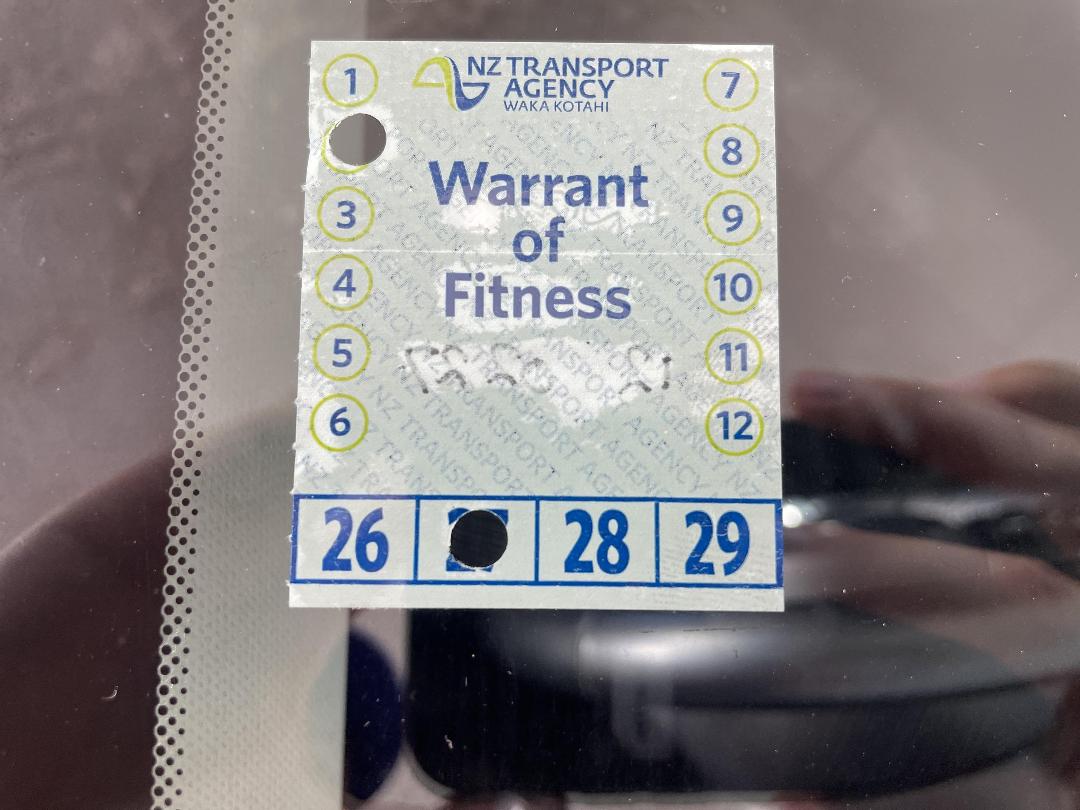 NZ TRANSPORT
AGENCY
WAKA KOTAHI
Warrant
of
Fitness
1
3
4
5
6
7
8
9
10
11
12
26 28 29